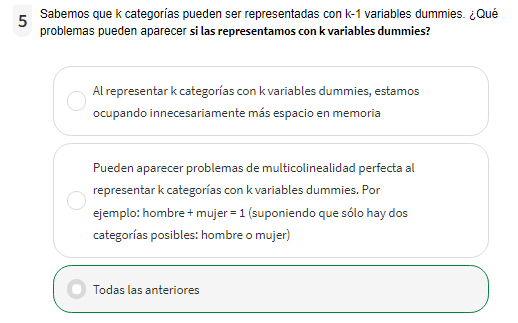 5
Sabemos que k categorías pueden ser representadas con k-1 variables dummies. ¿Qué
problemas pueden aparecer si las representamos con k variables dummies?
Al representar k categorías con k variables dummies, estamos
ocupando innecesariamente más espacio en memoria
Pueden aparecer problemas de multicolinealidad perfecta al
representar k categorías con k variables dummies. Por
ejemplo: hombre + mujer = 1 (suponiendo que sólo hay dos
categorías posibles: hombre o mujer)
Todas las anteriores